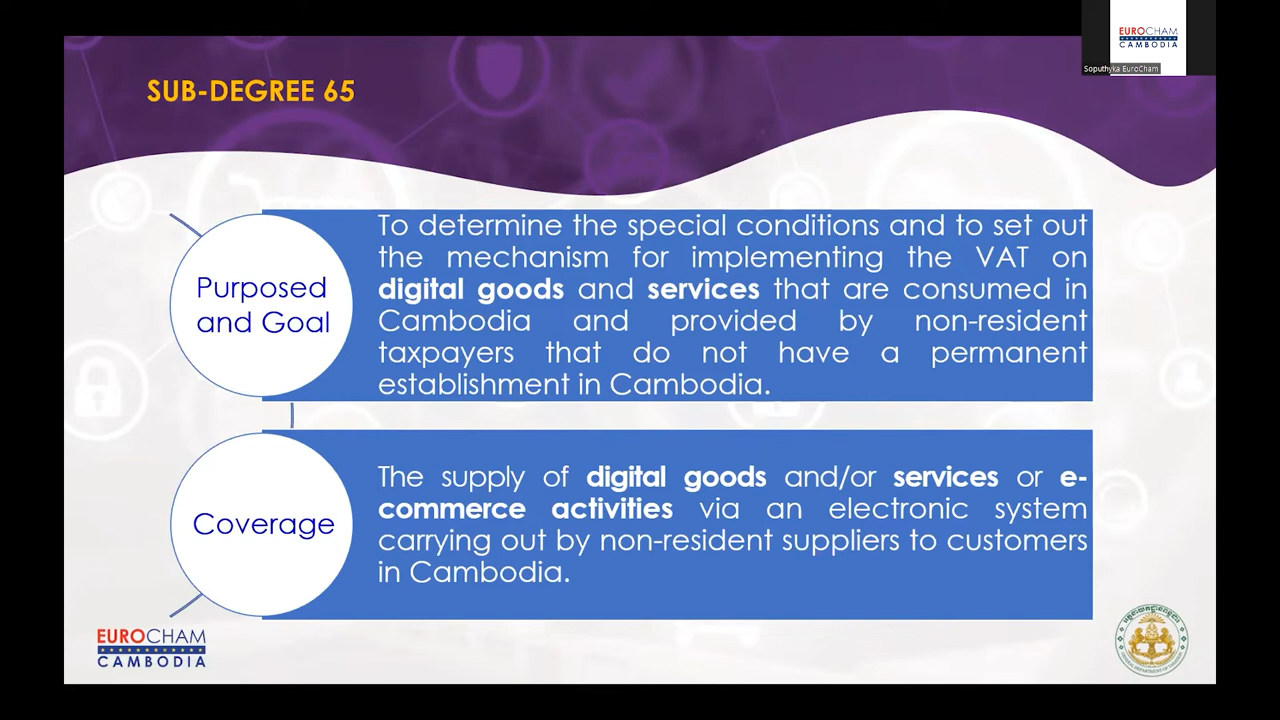 EUROCHAM
CAMBODIA
Soputhyka EuroCham
SUB-DEGREE 65
Purposed
and Goal
To determine the special conditions and to set out
the mechanism for implementing the VAT on
digital goods and services that are consumed in
Cambodia and provided by non-resident
taxpayers that do not have a permanent
establishment in Cambodia.
Coverage
The supply of digital goods and/or services or e-
commerce activities via an electronic system
carrying out by non-resident suppliers to customers
in Cambodia.
EUROCHAM
CAMBODIA